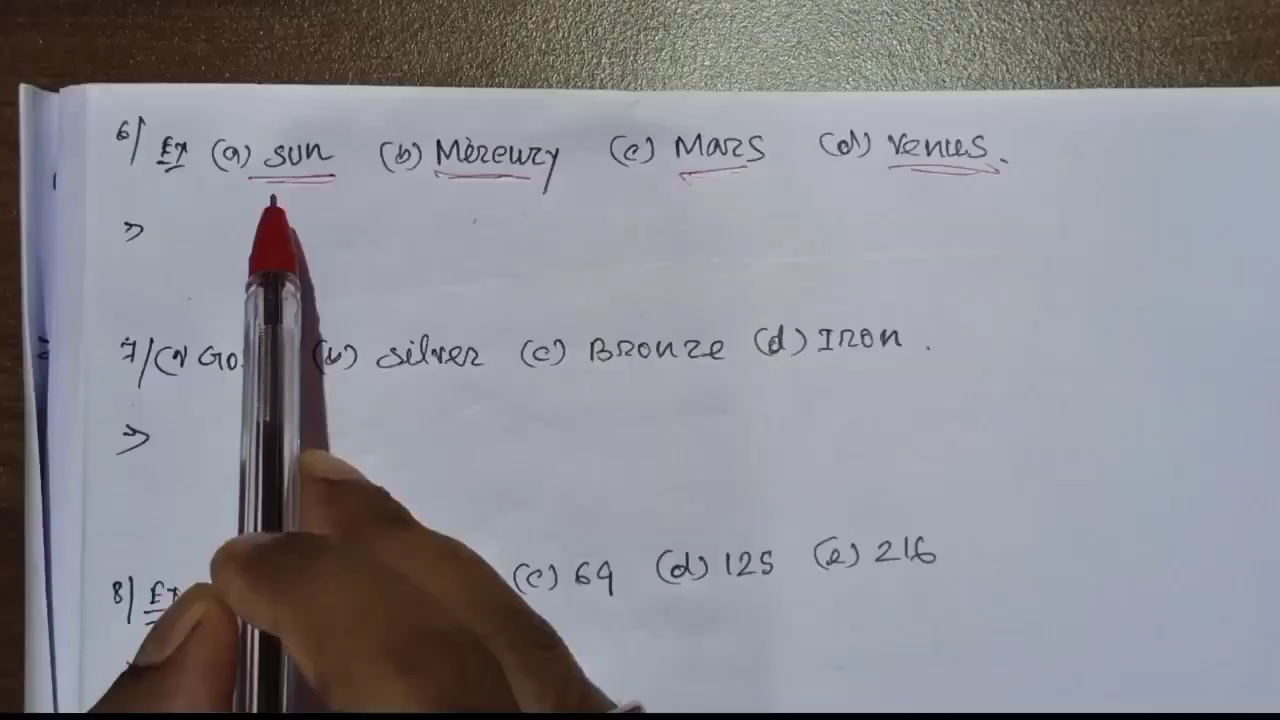 6/ Ex (a) sun (b) Mercury (c) Mars (d) Venus.
7/ (a) Go (b) silver (c) Bronze (d) Iron.
8/ Ex (c) 64 (d) 125 (e) 216